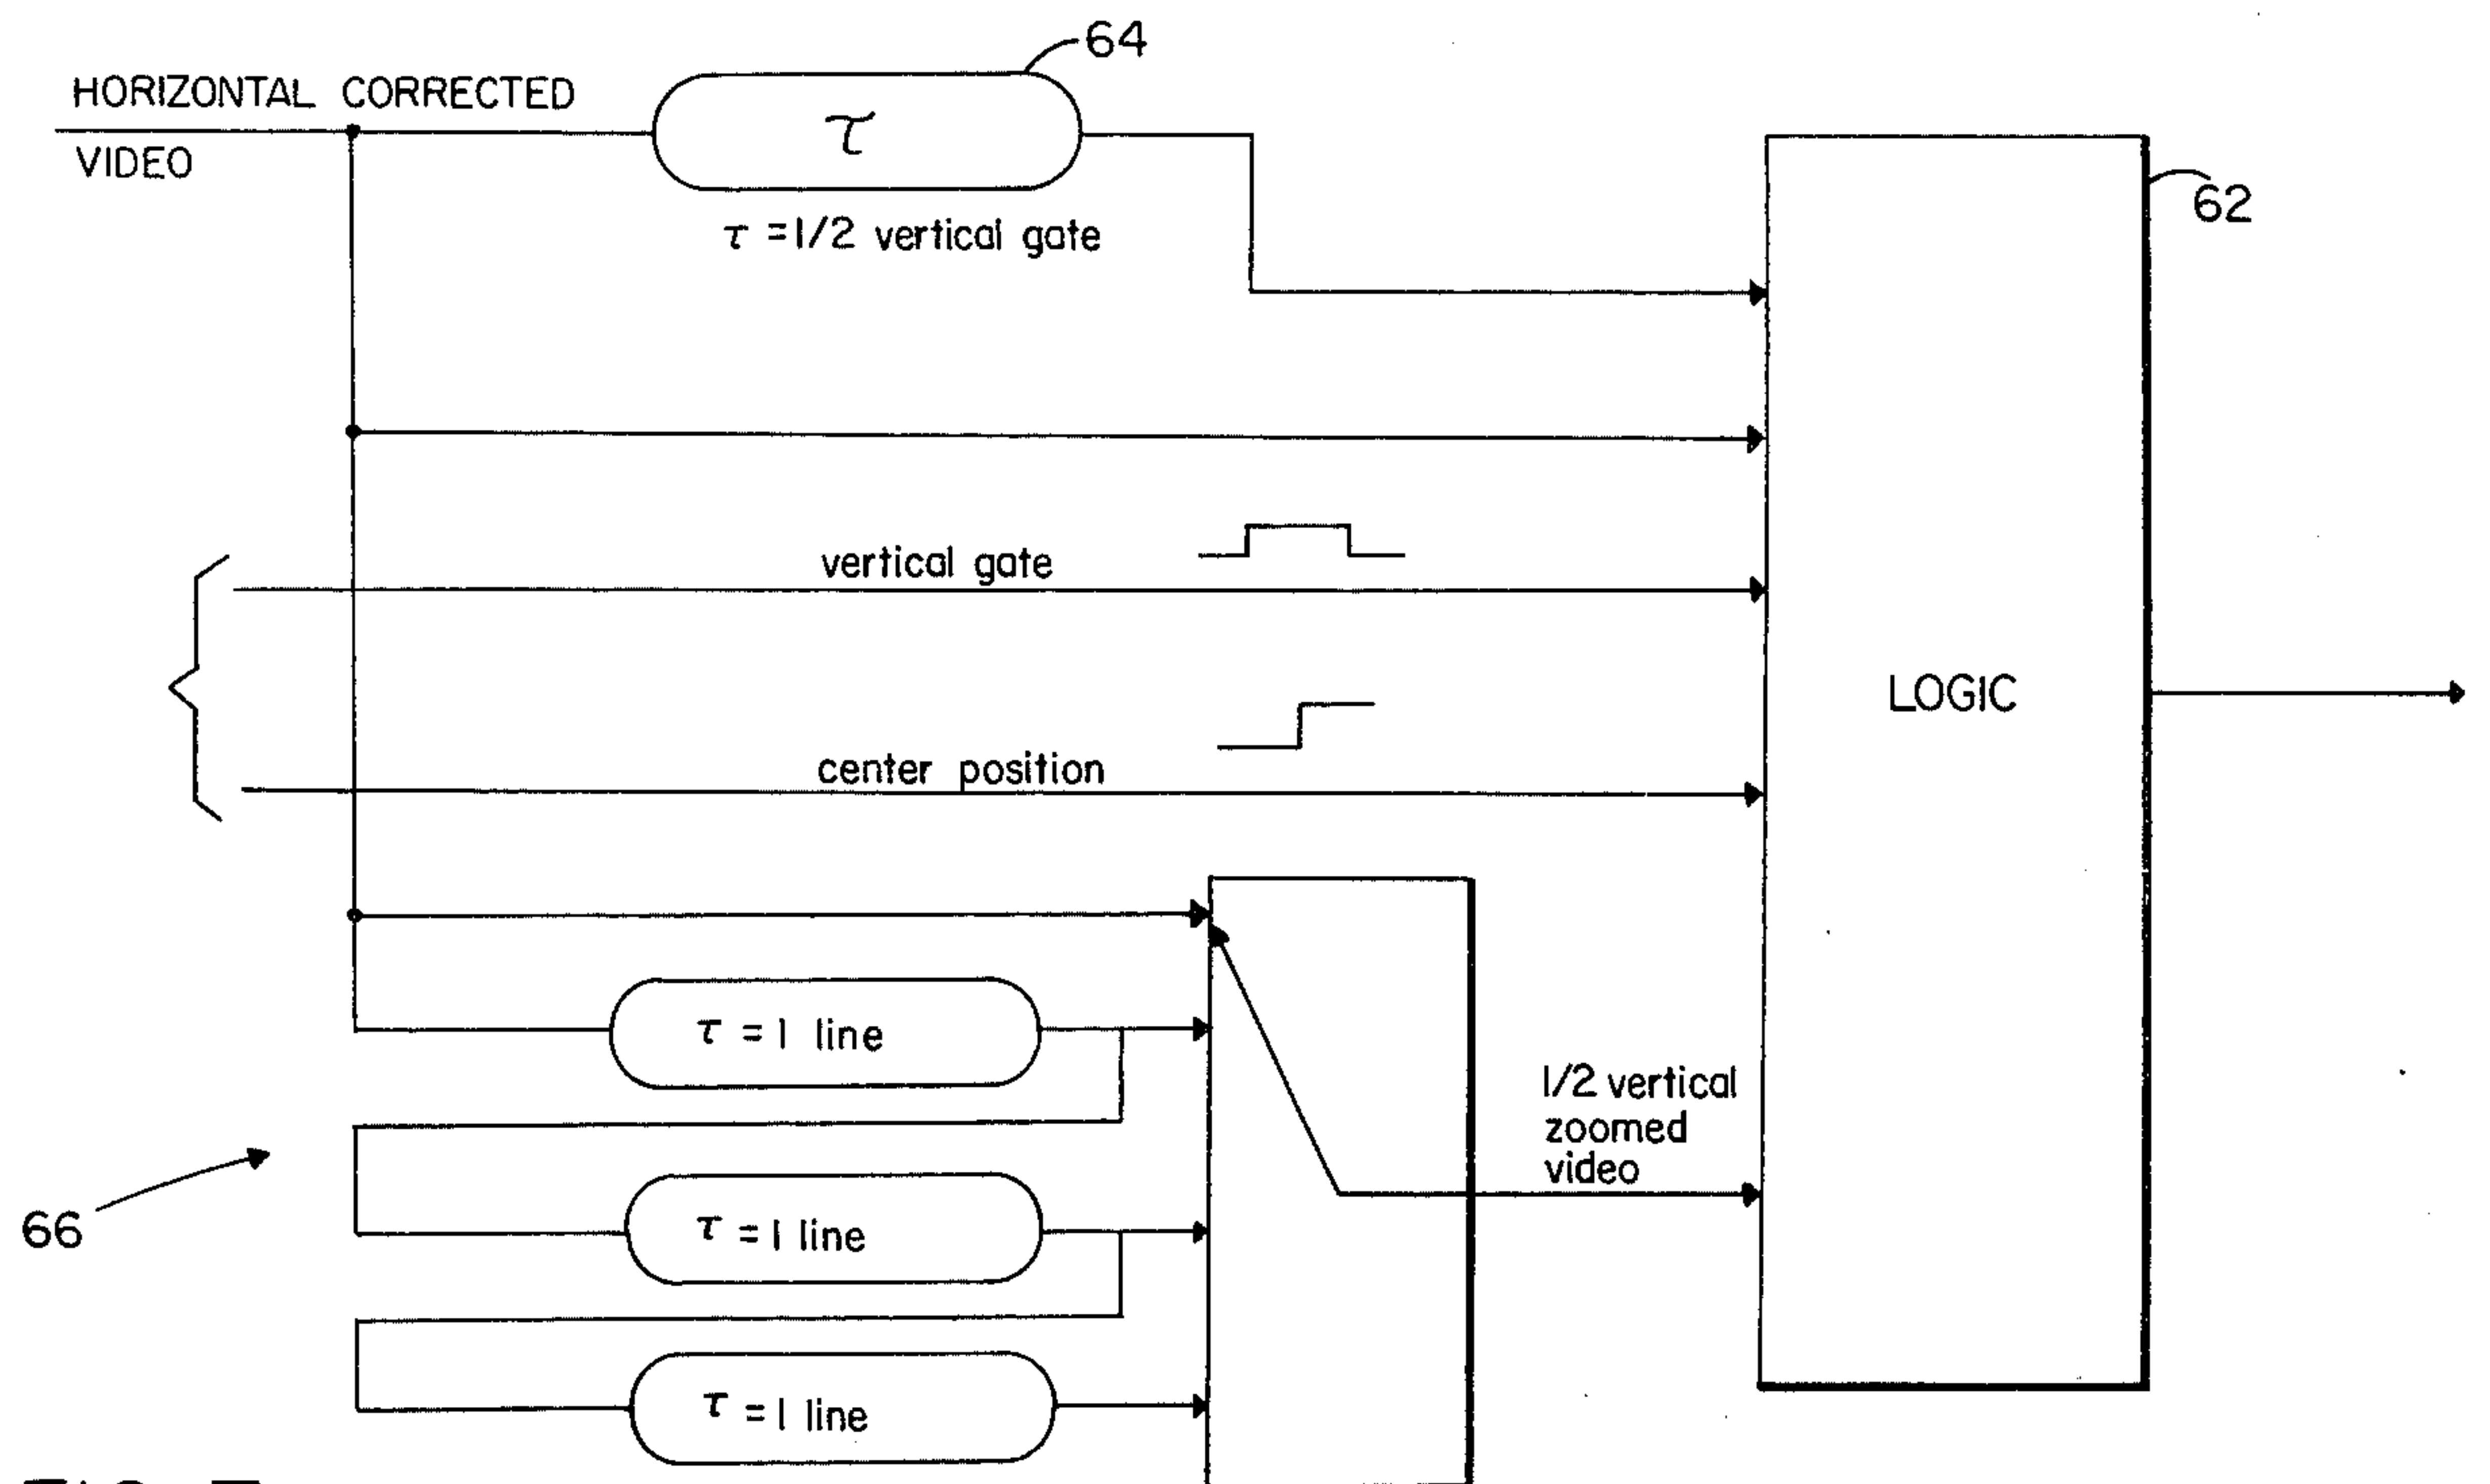 64
HORIZONTAL CORRECTED
VIDEO
τ
τ = 1/2 vertical gate
62
vertical gate
LOGIC
center position
τ = 1 line
1/2 vertical
zoomed
video
66
τ = 1 line
τ = 1 line